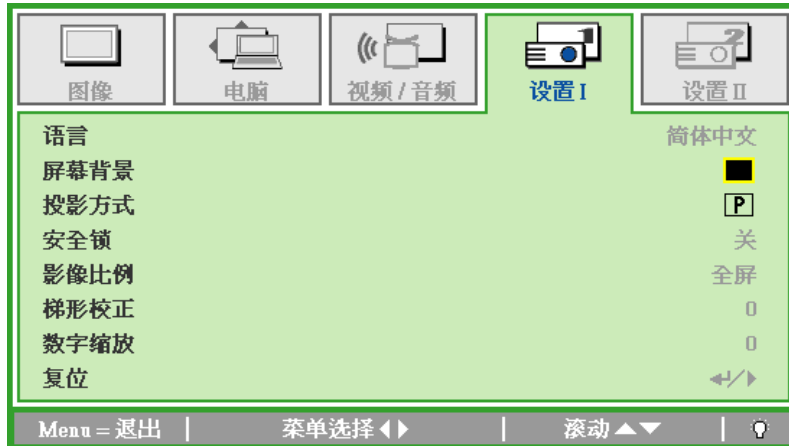 图像
电脑
视频 / 音频
设置 I
设置 II
语言 简体中文
屏幕背景
投影方式 P
安全锁 关
影像比例 全屏
梯形校正 0
数字缩放 0
复位
Menu = 退出 菜单选择 滚动